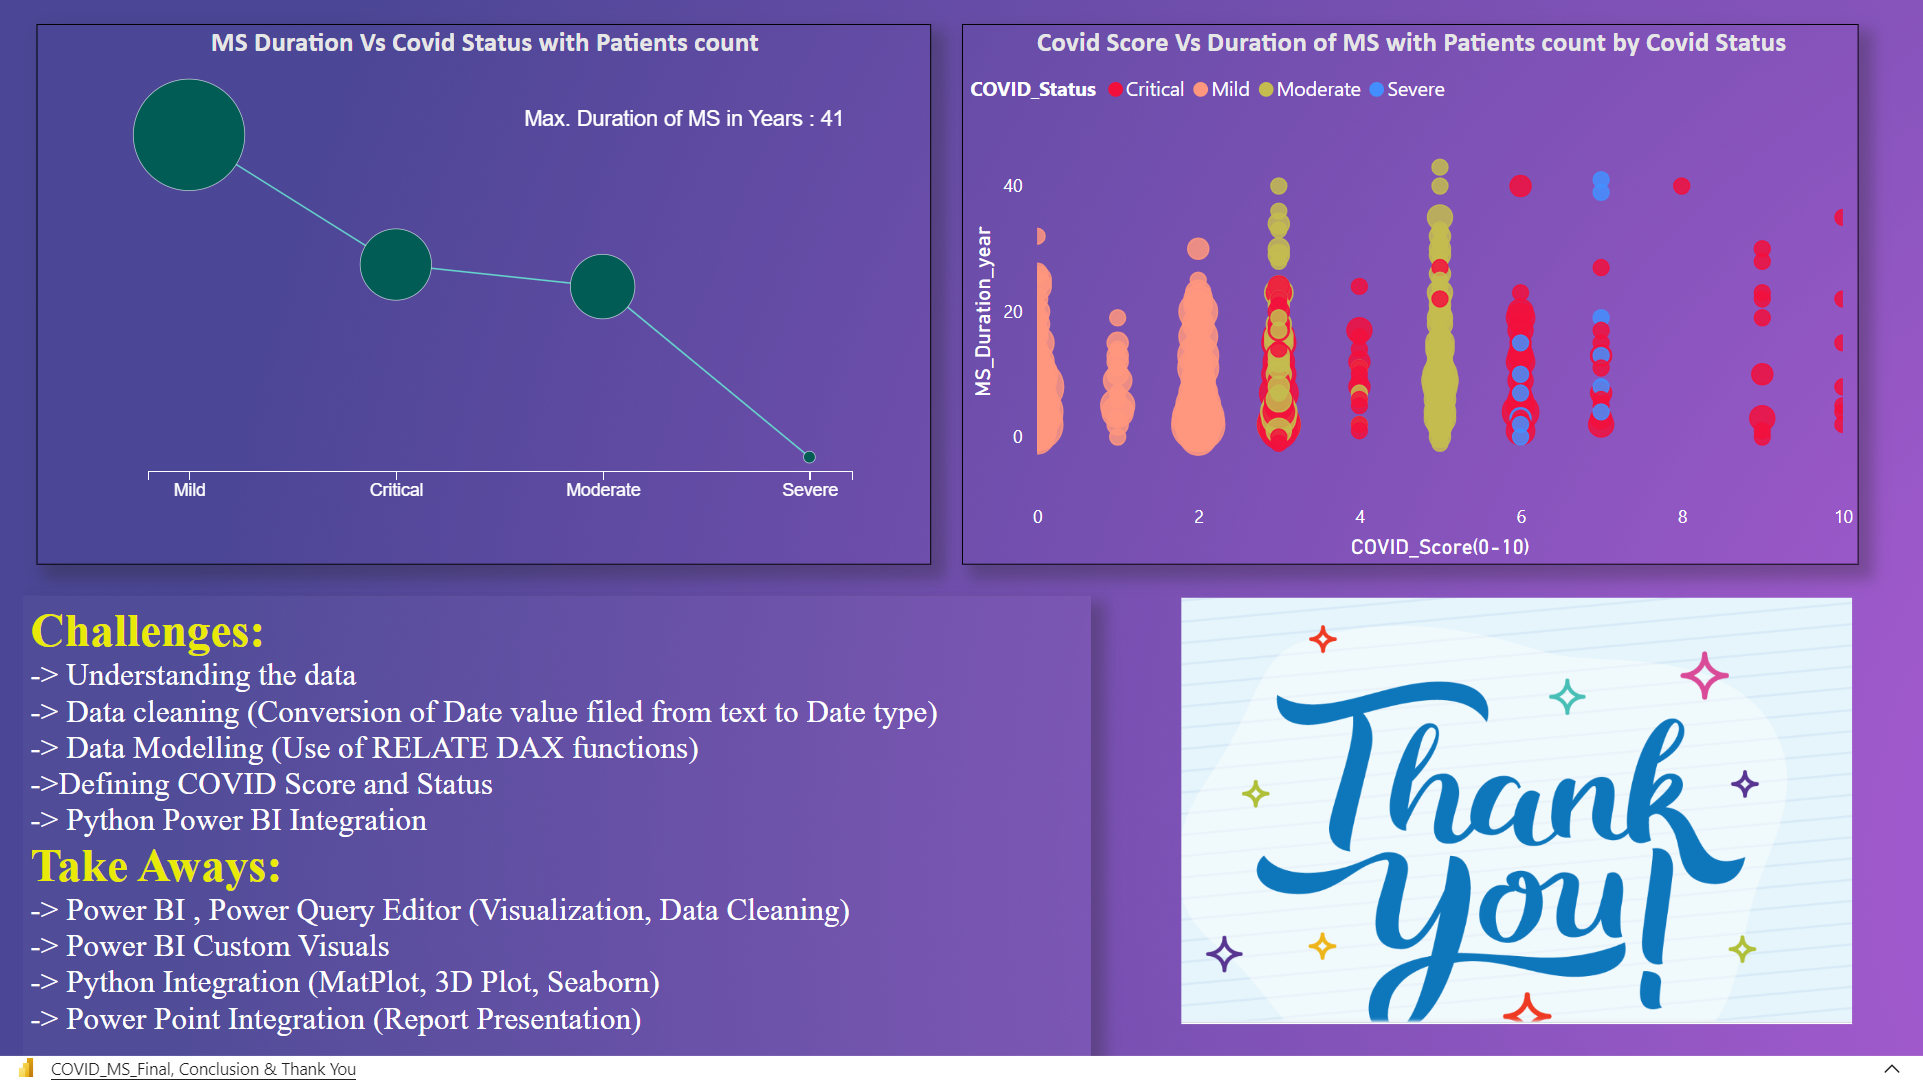 MS Duration Vs Covid Status with Patients count
Max. Duration of MS in Years : 41
Mild Critical Moderate Severe
Covid Score Vs Duration of MS with Patients count by Covid Status
COVID_Status Critical Mild Moderate Severe
MS_Duration_year
40
20
0
0 2 4 6 8 10
COVID_Score(0-10)
Challenges:
-> Understanding the data
-> Data cleaning (Conversion of Date value filed from text to Date type)
-> Data Modelling (Use of RELATE DAX functions)
->Defining COVID Score and Status
-> Python Power BI Integration
Take Aways:
-> Power BI , Power Query Editor (Visualization, Data Cleaning)
-> Power BI Custom Visuals
-> Python Integration (MatPlot, 3D Plot, Seaborn)
-> Power Point Integration (Report Presentation)
Thank
you!
COVID_MS_Final, Conclusion & Thank You